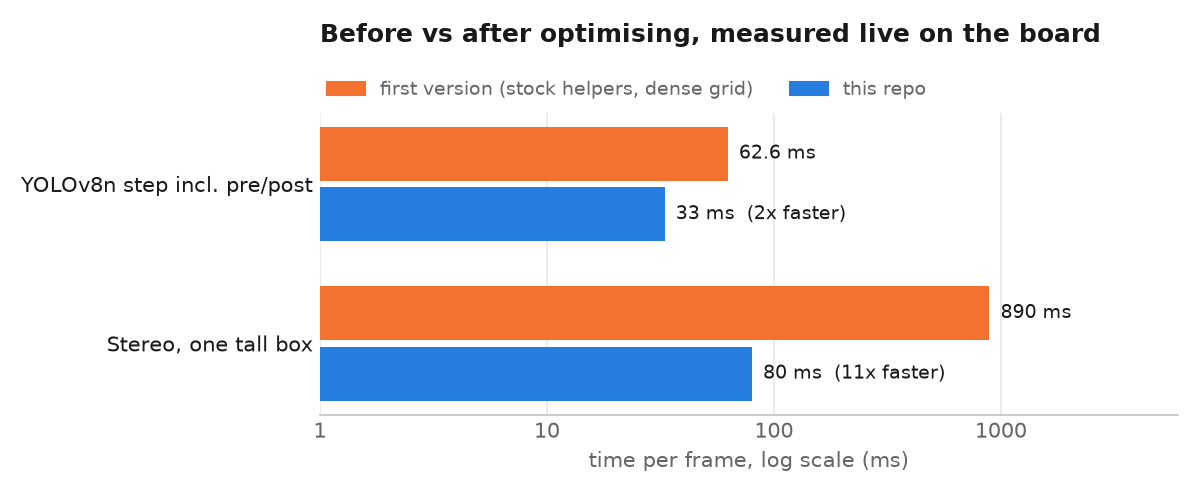 Before vs after optimising, measured live on the board
first version (stock helpers, dense grid)
this repo
62.6 ms
YOLOv8n step incl. pre/post
33 ms  (2x faster)
890 ms
Stereo, one tall box
80 ms  (11x faster)
1 10 100 1000
time per frame, log scale (ms)